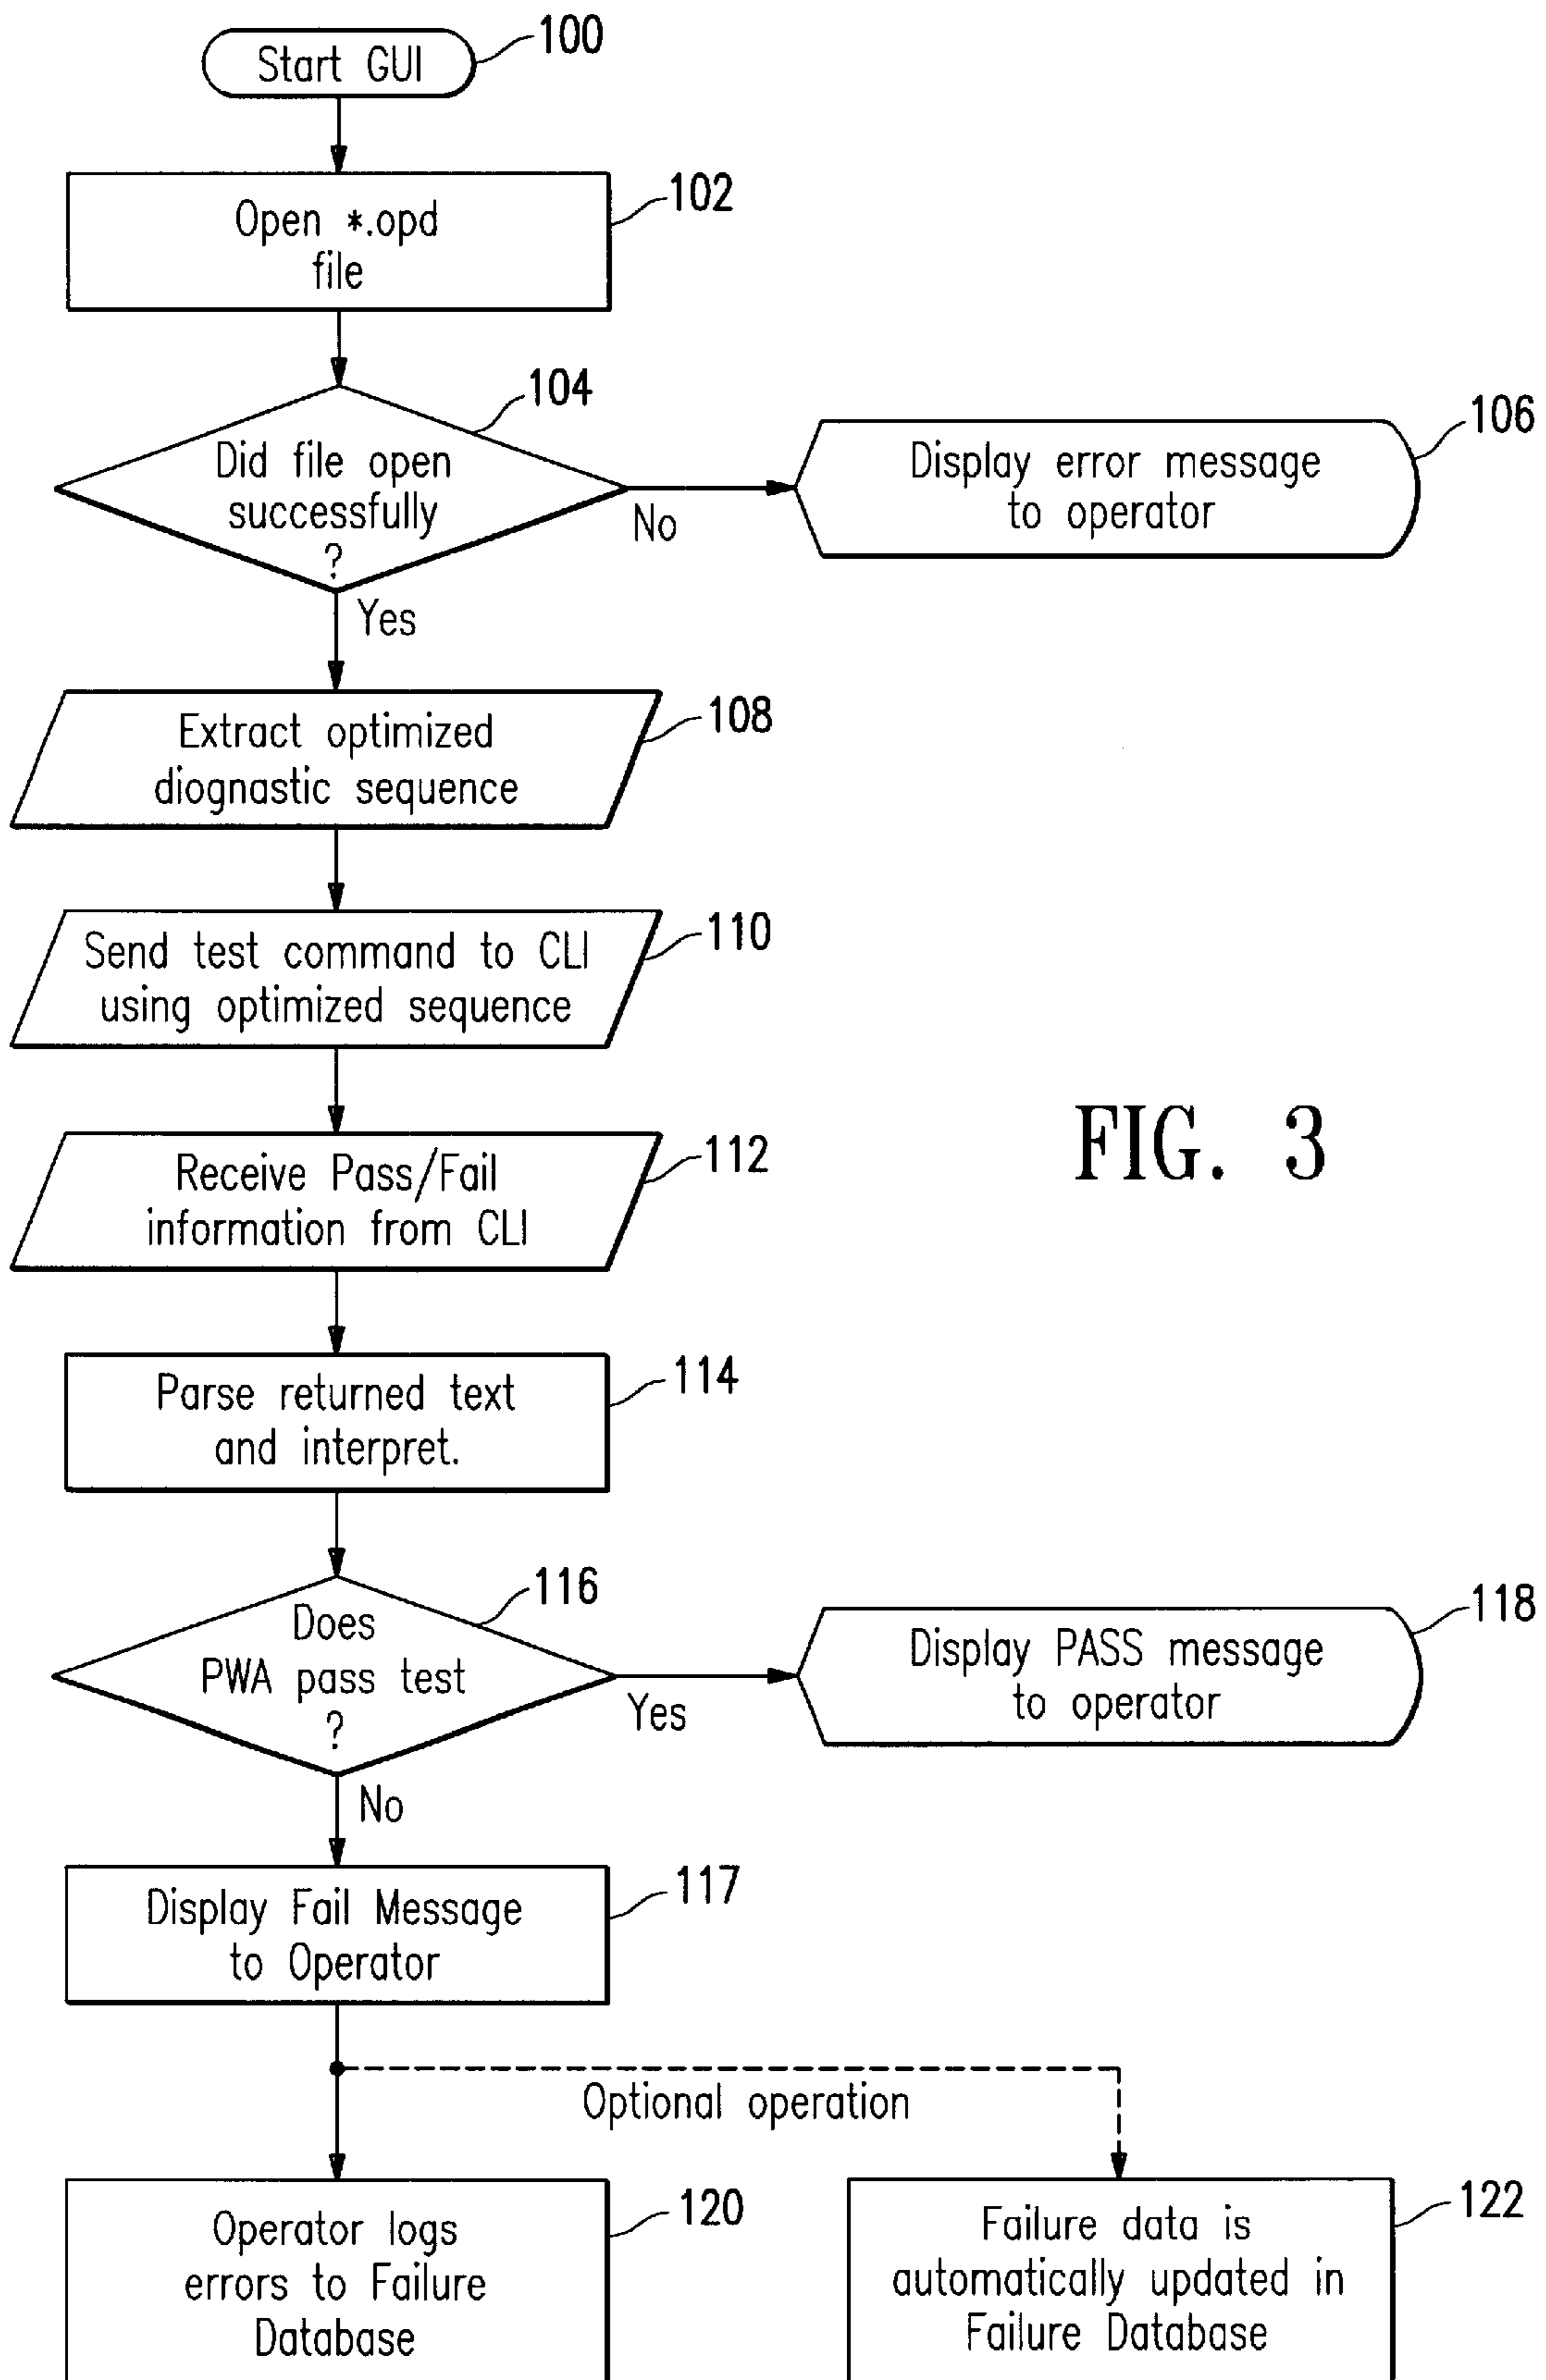 Start GUI
100
Open *.opd
file
102
Did file open
successfully
?
104
No
Yes
Display error message
to operator
106
Extract optimized
diognastic sequence
108
Send test command to CLI
using optimized sequence
110
Receive Pass/Fail
information from CLI
112
FIG. 3
Parse returned text
and interpret.
114
Does
PWA pass test
?
116
Yes
No
Display PASS message
to operator
118
Display Fail Message
to Operator
117
Optional operation
Operator logs
errors to Failure
Database
120
Failure data is
automatically updated in
Failure Database
122